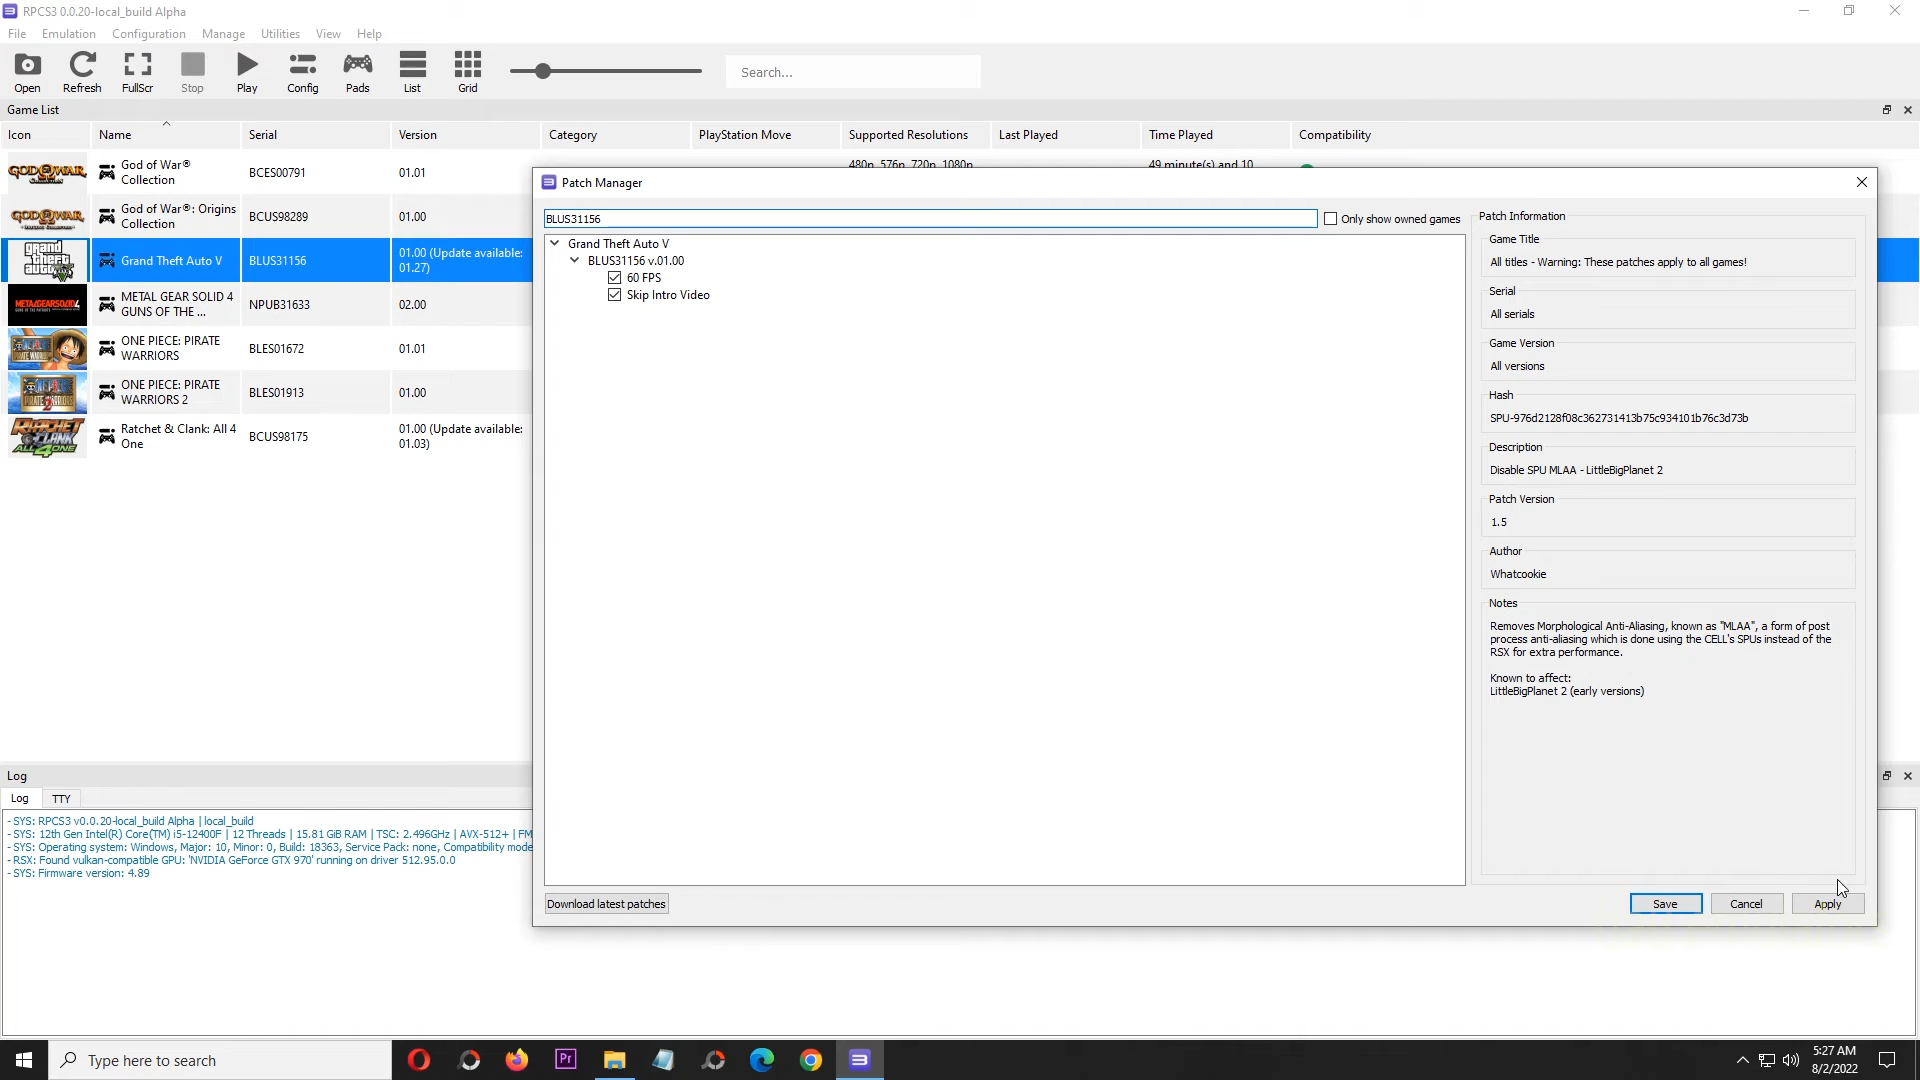 RPCS3 0.0.20-local_build Alpha
File Emulation Configuration Manage Utilities View Help
Open Refresh FullScr Stop Play Config Pads List Grid Search...
Game List
Icon Name Serial Version Category PlayStation Move Supported Resolutions Last Played Time Played Compatibility
God of War® Collection BCES00791 01.01 480p, 576p, 720p, 1080p 49 minute(s) and 10
God of War®: Origins Collection BCUS98289 01.00
Grand Theft Auto V BLUS31156 01.00 (Update available: 01.27)
METAL GEAR SOLID 4 GUNS OF THE ... NPUB31633 02.00
ONE PIECE: PIRATE WARRIORS BLES01672 01.01
ONE PIECE: PIRATE WARRIORS 2 BLES01913 01.00
Ratchet & Clank: All 4 One BCUS98175 01.00 (Update available: 01.03)
Patch Manager
BLUS31156
Only show owned games
Grand Theft Auto V
BLUS31156 v.01.00
60 FPS
Skip Intro Video
Patch Information
Game Title
All titles - Warning: These patches apply to all games!
Serial
All serials
Game Version
All versions
Hash
SPU-976d2128f08c362731413b75c934101b76c3d73b
Description
Disable SPU MLAA - LittleBigPlanet 2
Patch Version
1.5
Author
Whatcookie
Notes
Removes Morphological Anti-Aliasing, known as "MLAA", a form of post
process anti-aliasing which is done using the CELL's SPUs instead of the
RSX for extra performance.
Known to affect:
LittleBigPlanet 2 (early versions)
Download latest patches Save Cancel Apply
Log
Log TTY
- SYS: RPCS3 v0.0.20-local_build Alpha | local_build
- SYS: 12th Gen Intel(R) Core(TM) i5-12400F | 12 Threads | 15.81 GiB RAM | TSC: 2.496GHz | AVX-512+ | FM
- SYS: Operating system: Windows, Major: 10, Minor: 0, Build: 18363, Service Pack: none, Compatibility mode
- RSX: Found vulkan-compatible GPU: 'NVIDIA GeForce GTX 970' running on driver 512.95.0.0
- SYS: Firmware version: 4.89
Type here to search
Pr
5:27 AM
8/2/2022